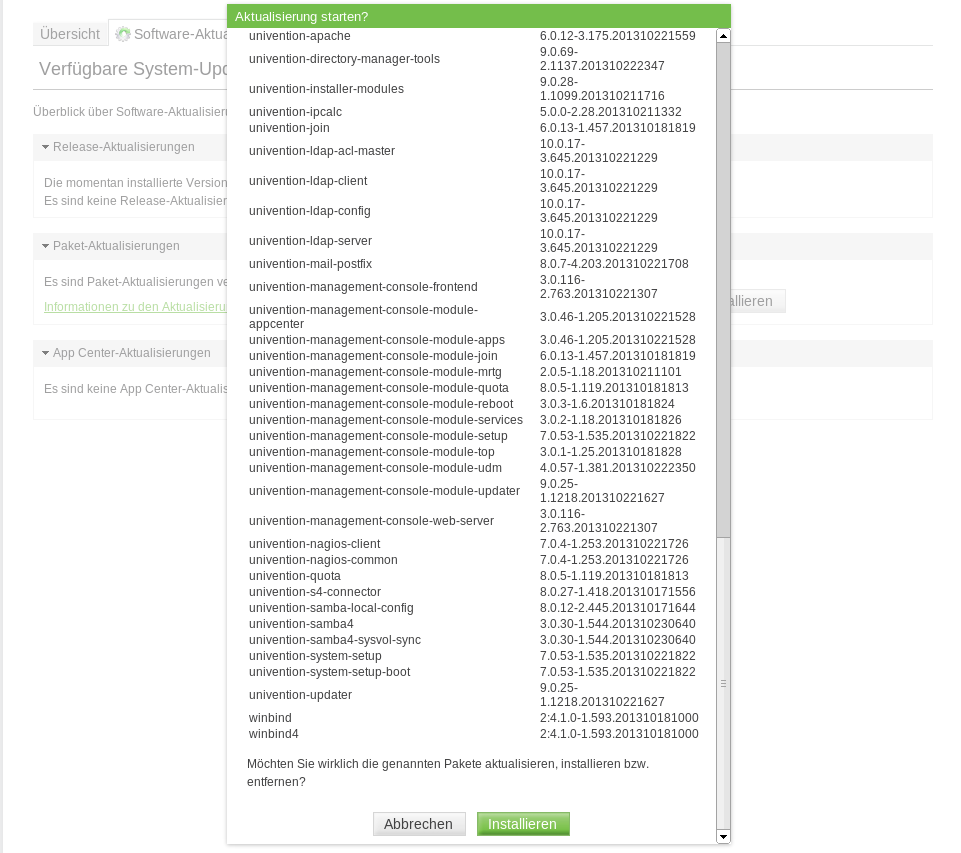 Aktualisierung starten?
Übersicht
Software-Aktua
Verfügbare System-Upd
Überblick über Software-Aktualisieru
Release-Aktualisierungen
Die momentan installierte Version
Es sind keine Release-Aktualisier
Paket-Aktualisierungen
Es sind Paket-Aktualisierungen ve
Informationen zu den Aktualisieru
allieren
App Center-Aktualisierungen
Es sind keine App Center-Aktualis
univention-apache 6.0.12-3.175.201310221559
univention-directory-manager-tools 9.0.69-
2.1137.201310222347
univention-installer-modules 9.0.28-
1.1099.201310211716
univention-ipcalc 5.0.0-2.28.201310211332
univention-join 6.0.13-1.457.201310181819
univention-ldap-acl-master 10.0.17-
3.645.201310221229
univention-ldap-client 10.0.17-
3.645.201310221229
univention-ldap-config 10.0.17-
3.645.201310221229
univention-ldap-server 10.0.17-
3.645.201310221229
univention-mail-postfix 8.0.7-4.203.201310221708
univention-management-console-frontend 3.0.116-
2.763.201310221307
univention-management-console-module-
appcenter 3.0.46-1.205.201310221528
univention-management-console-module-apps 3.0.46-1.205.201310221528
univention-management-console-module-join 6.0.13-1.457.201310181819
univention-management-console-module-mrtg 2.0.5-1.18.201310211101
univention-management-console-module-quota 8.0.5-1.119.201310181813
univention-management-console-module-reboot 3.0.3-1.6.201310181824
univention-management-console-module-services 3.0.2-1.18.201310181826
univention-management-console-module-setup 7.0.53-1.535.201310221822
univention-management-console-module-top 3.0.1-1.25.201310181828
univention-management-console-module-udm 4.0.57-1.381.201310222350
univention-management-console-module-updater 9.0.25-
1.1218.201310221627
univention-management-console-web-server 3.0.116-
2.763.201310221307
univention-nagios-client 7.0.4-1.253.201310221726
univention-nagios-common 7.0.4-1.253.201310221726
univention-quota 8.0.5-1.119.201310181813
univention-s4-connector 8.0.27-1.418.201310171556
univention-samba-local-config 8.0.12-2.445.201310171644
univention-samba4 3.0.30-1.544.201310230640
univention-samba4-sysvol-sync 3.0.30-1.544.201310230640
univention-system-setup 7.0.53-1.535.201310221822
univention-system-setup-boot 7.0.53-1.535.201310221822
univention-updater 9.0.25-
1.1218.201310221627
winbind 2:4.1.0-1.593.201310181000
winbind4 2:4.1.0-1.593.201310181000
Möchten Sie wirklich die genannten Pakete aktualisieren, installieren bzw.
entfernen?
Abbrechen
Installieren